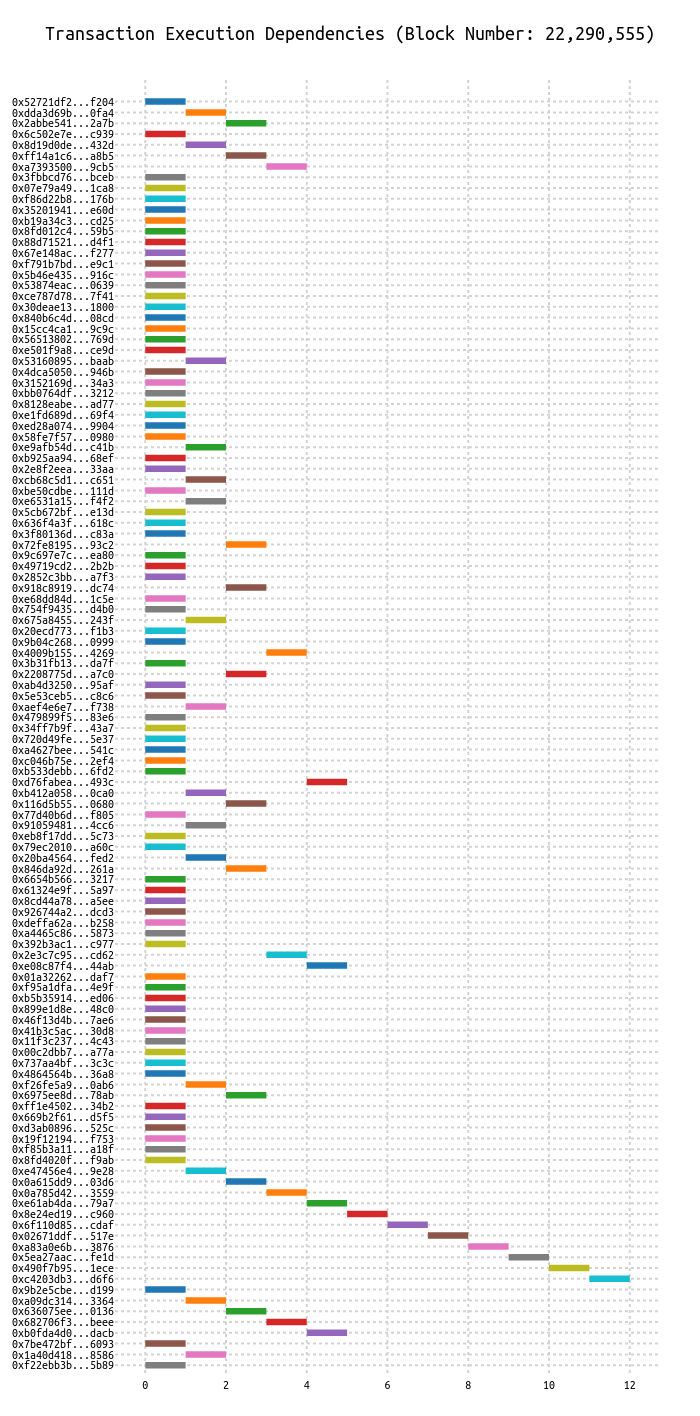 Transaction Execution Dependencies (Block Number: 22,290,555)
0x52721df2...f204
0xdda3d69b...0fa4
0x2abbe541...2a7b
0x6c502e7e...c939
0x8d19d0de...432d
0xff14a1c6...a8b5
0xa7393500...9cb5
0x3fbbcd76...bceb
0x07e79a49...1ca8
0xf86d22b8...176b
0x35201941...e60d
0xb19a34c3...cd25
0x8fd012c4...59b5
0x88d71521...d4f1
0x67e148ac...f277
0xf791b7bd...e9c1
0x5b46e435...916c
0x53874eac...0639
0xce787d78...7f41
0x30deae13...1800
0x840b6c4d...08cd
0x15cc4ca1...9c9c
0x56513802...769d
0xe501f9a8...ce9d
0x53160895...baab
0x4dca5050...946b
0x3152169d...34a3
0xbb0764df...3212
0x8128eabe...ad77
0xe1fd689d...69f4
0xed28a074...9904
0x58fe7f57...0980
0xe9afb54d...c41b
0xb925aa94...68ef
0x2e8f2eea...33aa
0xcb68c5d1...c651
0xbe50cdbe...111d
0xe6531a15...f4f2
0x5cb672bf...e13d
0x636f4a3f...618c
0x3f80136d...c83a
0x72fe8195...93c2
0x9c697e7c...ea80
0x49719cd2...2b2b
0x2852c3bb...a7f3
0x918c8919...dc74
0xe68dd84d...1c5e
0x754f9435...d4b0
0x675a8455...243f
0x20ecd773...f1b3
0x9b04c268...0999
0x4009b155...4269
0x3b31fb13...da7f
0x2208775d...a7c0
0xab4d3250...95af
0x5e53ceb5...c8c6
0xaef4e6e7...f738
0x479899f5...83e6
0x34ff7b9f...43a7
0x720d49fe...5e37
0xa4627bee...541c
0xc046b75e...2ef4
0xb533debb...6fd2
0xd76fabea...493c
0xb412a058...0ca0
0x116d5b55...0680
0x77d40b6d...f805
0x91059481...4cc6
0xeb8f17dd...5c73
0x79ec2010...a60c
0x20ba4564...fed2
0x846da92d...261a
0x6654b566...3217
0x61324e9f...5a97
0x8cd44a78...a5ee
0x926744a2...dcd3
0xdeffa62a...b258
0xa4465c86...5873
0x392b3ac1...c977
0x2e3c7c95...cd62
0xe08c87f4...44ab
0x01a32262...daf7
0xf95a1dfa...4e9f
0xb5b35914...ed06
0x899e1d8e...48c0
0x46f13d4b...7ae6
0x41b3c5ac...30d8
0x11f3c237...4c43
0x00c2dbb7...a77a
0x737aa4bf...3c3c
0x4864564b...36a8
0xf26fe5a9...0ab6
0x6975ee8d...78ab
0xff1e4502...34b2
0x669b2f61...d5f5
0xd3ab0896...525c
0x19f12194...f753
0xf85b3a11...a18f
0x8fd4020f...f9ab
0xe47456e4...9e28
0x0a615dd9...03d6
0x0a785d42...3559
0xe61ab4da...79a7
0x8e24ed19...c960
0x6f110d85...cdaf
0x02671ddf...517e
0xa83a0e6b...3876
0x5ea27aac...fe1d
0x490f7b95...1ece
0xc4203db3...d6f6
0x9b2e5cbe...d199
0xa09dc314...3364
0x636075ee...0136
0x682706f3...beee
0xb0fda4d0...dacb
0x7be472bf...6093
0x1a40d418...8586
0xf22ebb3b...5b89
0 2 4 6 8 10 12